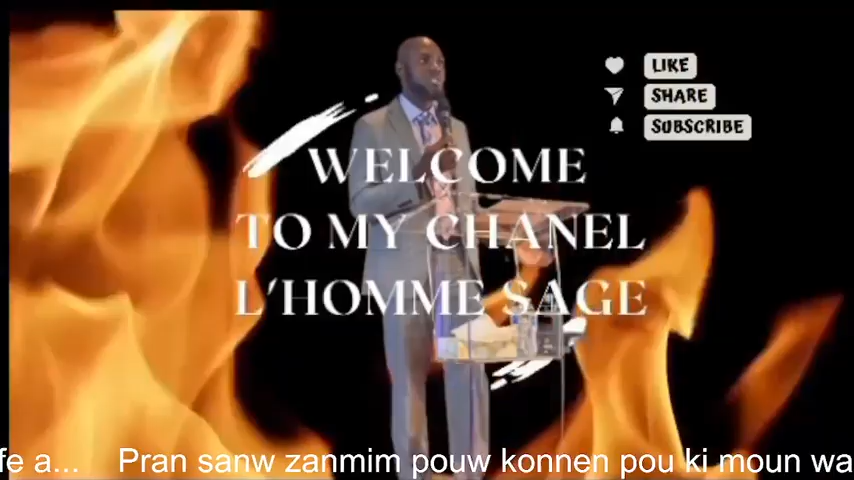 LIKE
SHARE
SUBSCRIBE
WELCOME
TO MY CHANEL
L'HOMME SAGE
fe a... Pran sanw zanmim pouw konnen pou ki moun wa